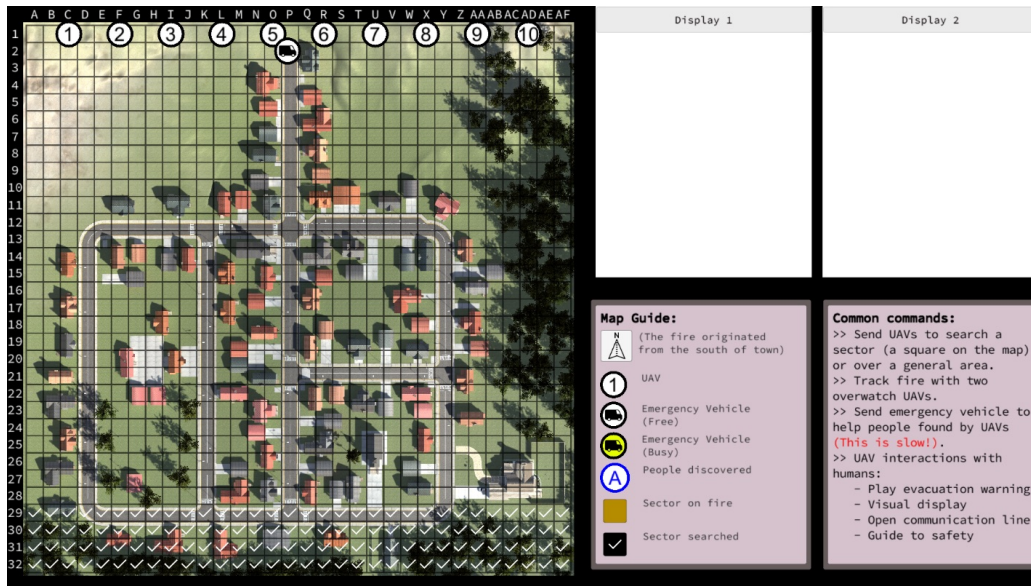 A B C D E F G H I J K L M N O P Q R S T U V W X Y Z AA AB AC AD AE AF
1 2 3 4 5 6 7 8 9 10
1
2
3
4
5
6
7
8
9
10
11
12
13
14
15
16
17
18
19
20
21
22
23
24
25
26
27
28
29
30
31
32
Display 1
Display 2
Map Guide:
N
(The fire originated
from the south of town)
1
UAV
Emergency Vehicle
(Free)
Emergency Vehicle
(Busy)
A
People discovered
Sector on fire
Sector searched
Common commands:
>> Send UAVs to search a
sector (a square on the map)
or over a general area.
>> Track fire with two
overwatch UAVs.
>> Send emergency vehicle to
help people found by UAVs
(This is slow!).
>> UAV interactions with
humans:
- Play evacuation warning
- Visual display
- Open communication line
- Guide to safety